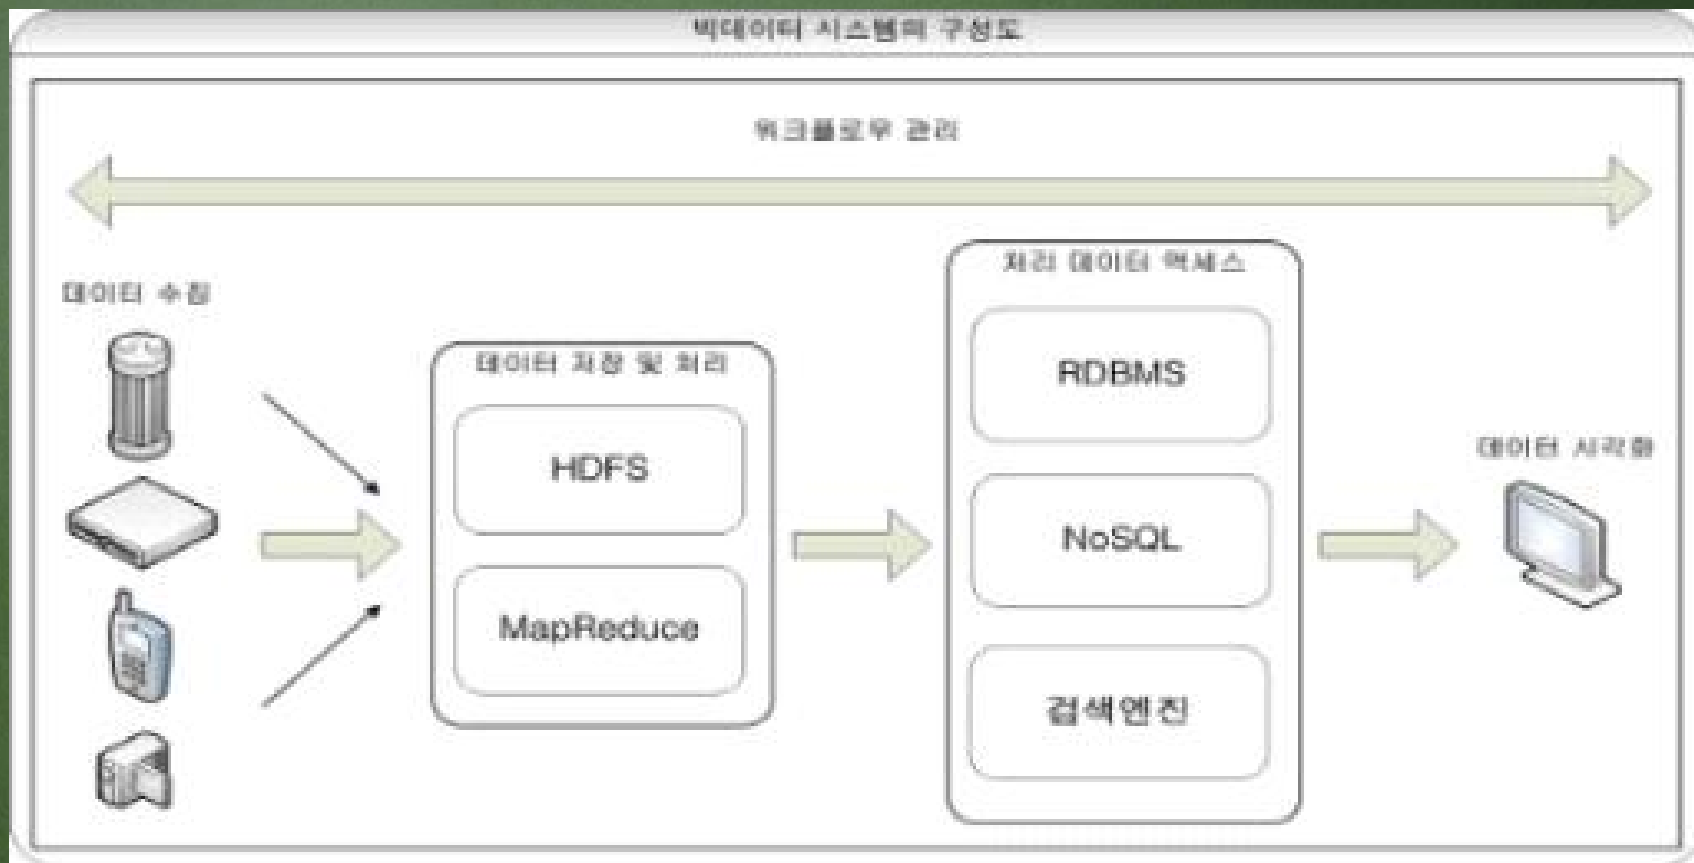 빅데이터 시스템의 구성도
워크플로우 관리
데이터 수집
데이터 저장 및 처리
HDFS
MapReduce
처리 데이터 액세스
RDBMS
NoSQL
검색엔진
데이터 시각화